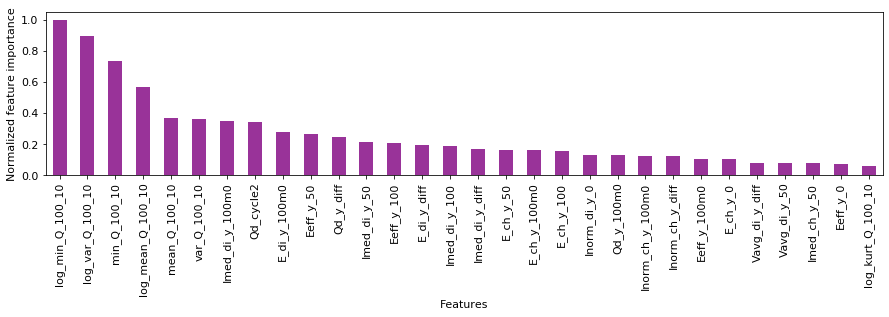 Normalized feature importance
1.0
0.8
0.6
0.4
0.2
0.0
log_min_Q_100_10
log_var_Q_100_10
min_Q_100_10
log_mean_Q_100_10
mean_Q_100_10
var_Q_100_10
Imed_di_y_100m0
Qd_cycle2
E_di_y_100m0
Eeff_y_50
Qd_y_diff
Imed_di_y_50
Eeff_y_100
E_di_y_diff
Imed_di_y_100
Imed_di_y_diff
E_ch_y_50
E_ch_y_100m0
E_ch_y_100
Inorm_di_y_0
Qd_y_100m0
Inorm_ch_y_100m0
Inorm_ch_y_diff
Eeff_y_100m0
E_ch_y_0
Vavg_di_y_diff
Vavg_di_y_50
Imed_ch_y_50
Eeff_y_0
log_kurt_Q_100_10
Features